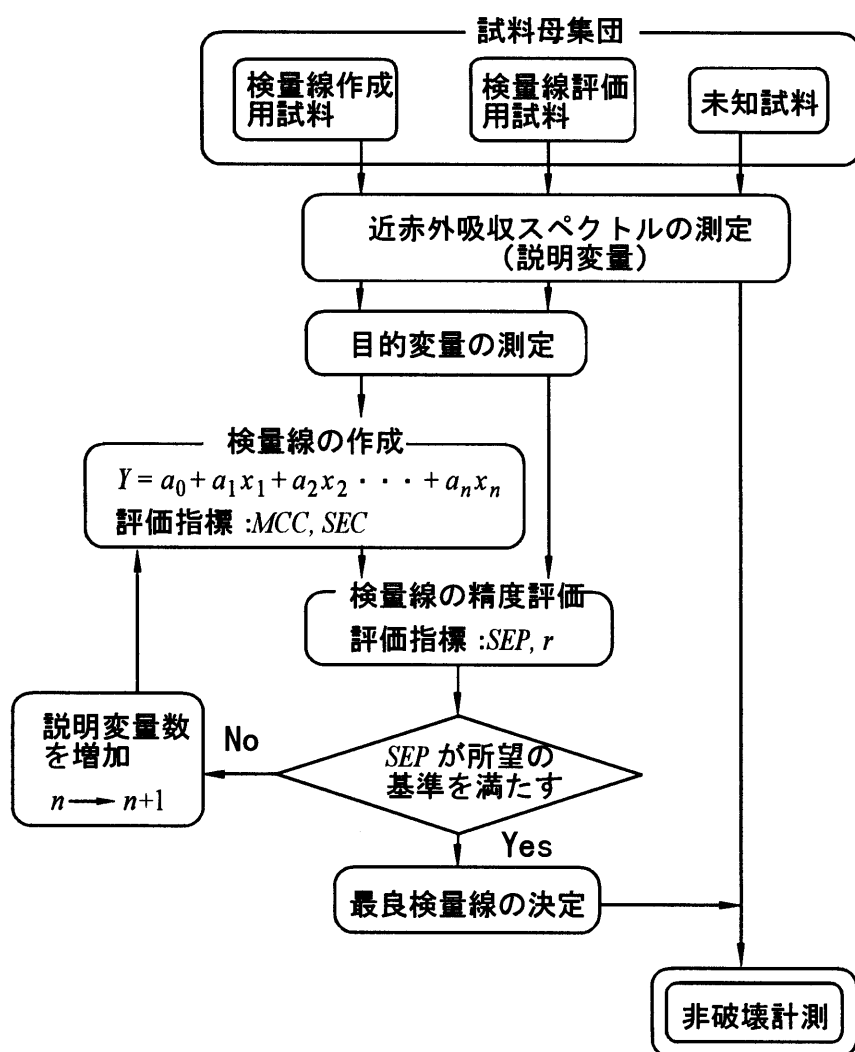 試料母集団
検量線作成
用試料
検量線評価
用試料
未知試料
近赤外吸収スペクトルの測定
(説明変量)
目的変量の測定
検量線の作成
Y = a₀ + a₁x₁ + a₂x₂ · · · + aₙxₙ
評価指標 :MCC, SEC
検量線の精度評価
評価指標 :SEP, r
説明変量数
を増加
n → n+1
No
SEP が所望の
基準を満たす
Yes
最良検量線の決定
非破壊計測